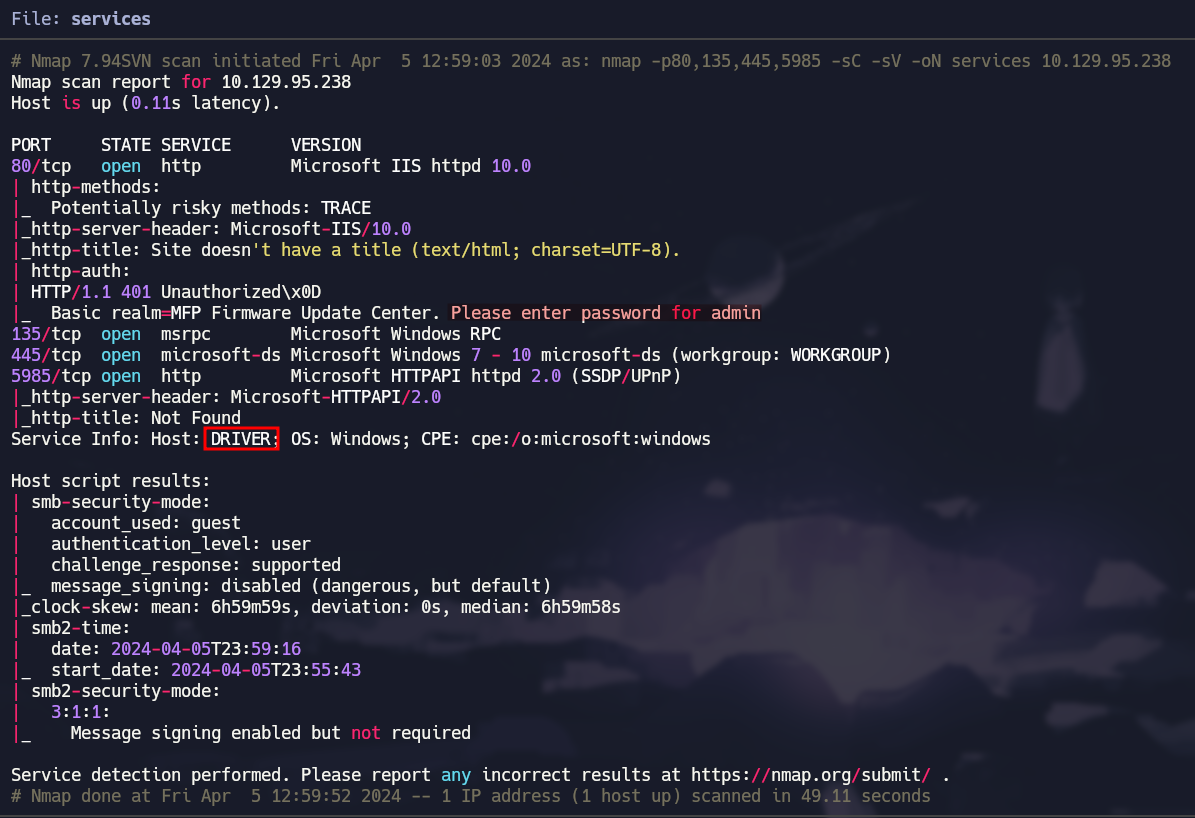 File: services
# Nmap 7.94SVN scan initiated Fri Apr  5 12:59:03 2024 as: nmap -p80,135,445,5985 -sC -sV -oN services 10.129.95.238
Nmap scan report for 10.129.95.238
Host is up (0.11s latency).
PORT     STATE SERVICE      VERSION
80/tcp   open  http         Microsoft IIS httpd 10.0
| http-methods:
|_  Potentially risky methods: TRACE
|_http-server-header: Microsoft-IIS/10.0
|_http-title: Site doesn't have a title (text/html; charset=UTF-8).
| http-auth:
| HTTP/1.1 401 Unauthorized\x0D
|_  Basic realm=MFP Firmware Update Center. Please enter password for admin
135/tcp  open  msrpc        Microsoft Windows RPC
445/tcp  open  microsoft-ds Microsoft Windows 7 - 10 microsoft-ds (workgroup: WORKGROUP)
5985/tcp open  http         Microsoft HTTPAPI httpd 2.0 (SSDP/UPnP)
|_http-server-header: Microsoft-HTTPAPI/2.0
|_http-title: Not Found
Service Info: Host: DRIVER; OS: Windows; CPE: cpe:/o:microsoft:windows
Host script results:
| smb-security-mode:
|   account_used: guest
|   authentication_level: user
|   challenge_response: supported
|_  message_signing: disabled (dangerous, but default)
|_clock-skew: mean: 6h59m59s, deviation: 0s, median: 6h59m58s
| smb2-time:
|   date: 2024-04-05T23:59:16
|_  start_date: 2024-04-05T23:55:43
| smb2-security-mode:
|   3:1:1:
|_    Message signing enabled but not required
Service detection performed. Please report any incorrect results at https://nmap.org/submit/ .
# Nmap done at Fri Apr  5 12:59:52 2024 -- 1 IP address (1 host up) scanned in 49.11 seconds